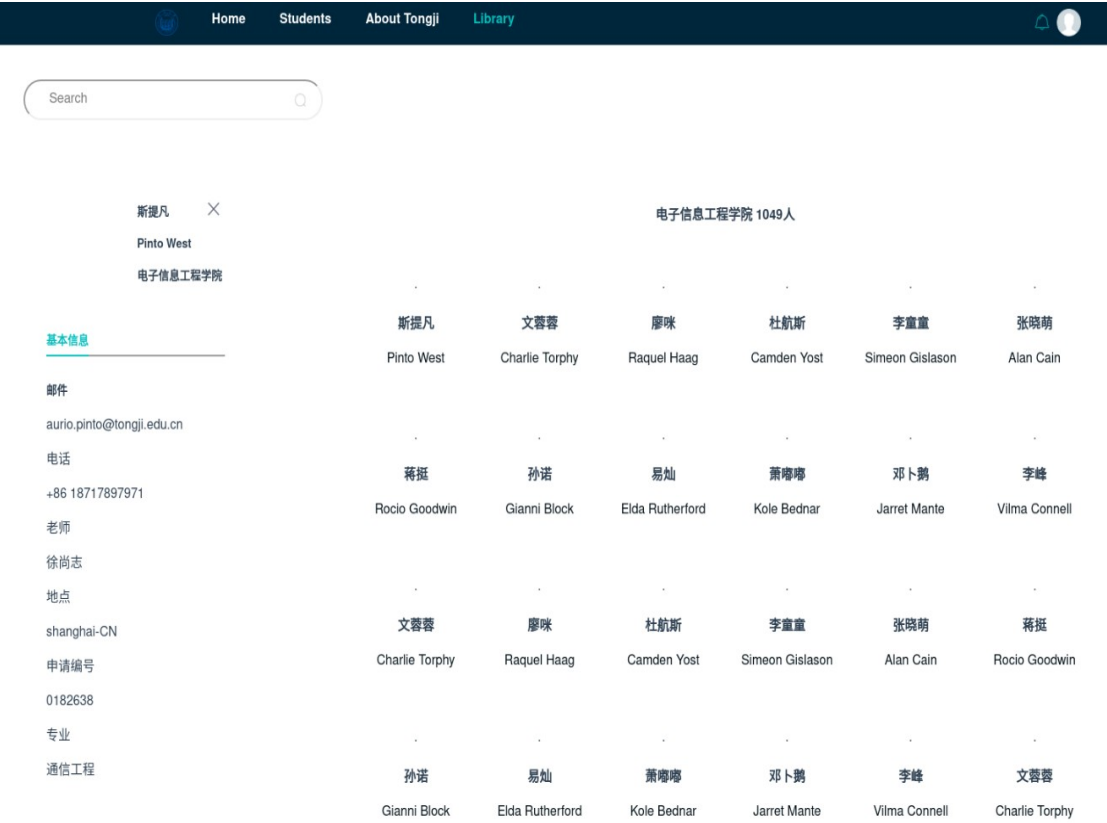 Home Students About Tongji Library
Search
斯提凡
Pinto West
电子信息工程学院
基本信息
邮件
aurio.pinto@tongji.edu.cn
电话
+86 18717897971
老师
徐尚志
地点
shanghai-CN
申请编号
0182638
专业
通信工程
电子信息工程学院 1049人
斯提凡 文蓉蓉 廖咪 杜航斯 李童童 张晓萌
Pinto West Charlie Torphy Raquel Haag Camden Yost Simeon Gislason Alan Cain
蒋挺 孙诺 易灿 萧嘟嘟 邓卜鹅 李峰
Rocio Goodwin Gianni Block Elda Rutherford Kole Bednar Jarret Mante Vilma Connell
文蓉蓉 廖咪 杜航斯 李童童 张晓萌 蒋挺
Charlie Torphy Raquel Haag Camden Yost Simeon Gislason Alan Cain Rocio Goodwin
孙诺 易灿 萧嘟嘟 邓卜鹅 李峰 文蓉蓉
Gianni Block Elda Rutherford Kole Bednar Jarret Mante Vilma Connell Charlie Torphy